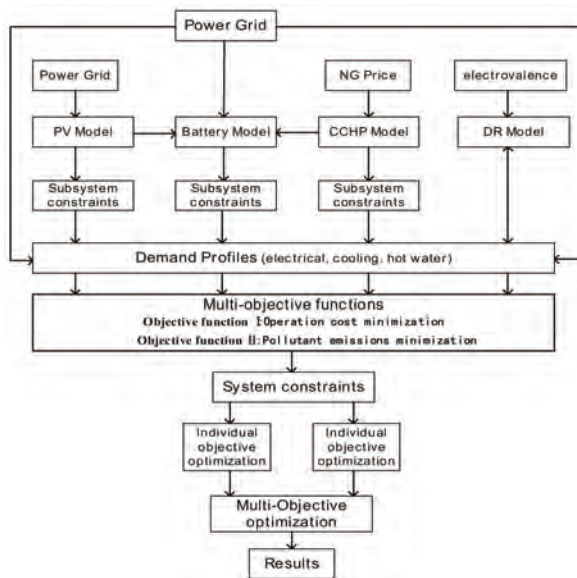 Power Grid
Power Grid
NG Price
electrovalence
PV Model
Battery Model
CCHP Model
DR Model
Subsystem
constraints
Subsystem
constraints
Subsystem
constraints
Demand Profiles (electrical, cooling, hot water)
Multi-objective functions
Objective function Ⅰ:Operation cost minimization
Objective function Ⅱ:Pollutant emissions minimization
System constraints
Individual
objective
optimization
Individual
objective
optimization
Multi-Objective
optimization
Results